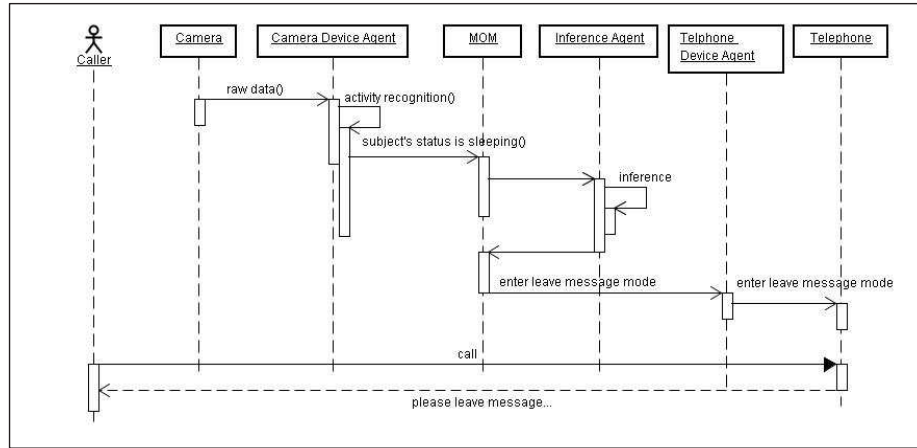 Caller
Camera
Camera Device Agent
MOM
Inference Agent
Telphone
Device Agent
Telephone
raw data()
activity recognition()
subject's status is sleeping()
inference
enter leave message mode
enter leave message mode
call
please leave message...